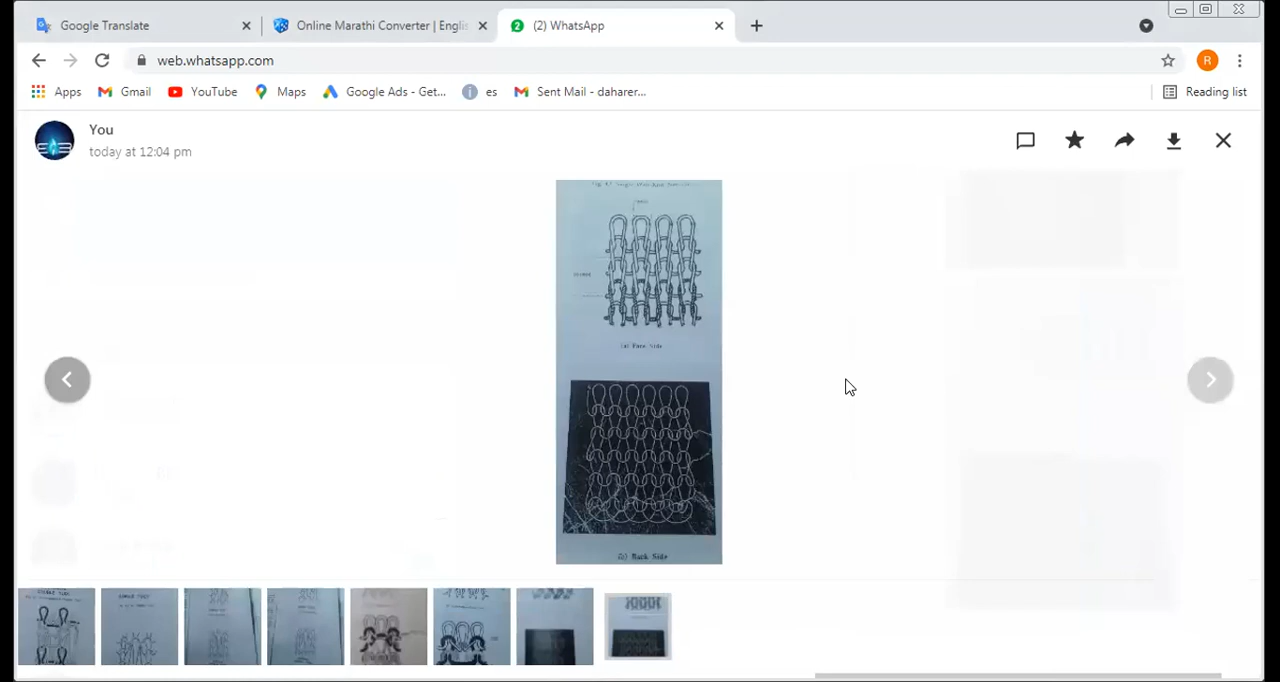 Google Translate
Online Marathi Converter | Englis
(2) WhatsApp
web.whatsapp.com
R
Apps
Gmail
YouTube
Maps
Google Ads - Get...
es
Sent Mail - daharer...
Reading list
You
today at 12:04 pm
(a) Face Side
(b) Back Side